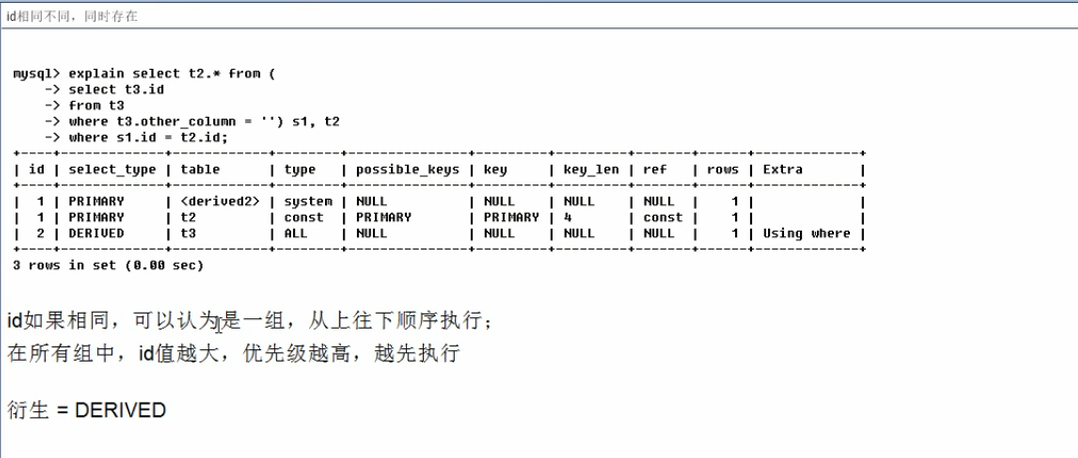 id相同不同，同时存在
mysql> explain select t2.* from (
    -> select t3.id
    -> from t3
    -> where t3.other_column = '') s1, t2
    -> where s1.id = t2.id;
+----+-------------+------------+--------+---------------+---------+---------+-------+------+-------------+
| id | select_type | table      | type   | possible_keys | key     | key_len | ref   | rows | Extra       |
+----+-------------+------------+--------+---------------+---------+---------+-------+------+-------------+
|  1 | PRIMARY     | <derived2> | system | NULL          | NULL    | NULL    | NULL  |    1 |             |
|  1 | PRIMARY     | t2         | const  | PRIMARY       | PRIMARY | 4       | const |    1 |             |
|  2 | DERIVED     | t3         | ALL    | NULL          | NULL    | NULL    | NULL  |    1 | Using where |
+----+-------------+------------+--------+---------------+---------+---------+-------+------+-------------+
3 rows in set (0.00 sec)
id如果相同，可以认为是一组，从上往下顺序执行；
在所有组中，id值越大，优先级越高，越先执行
衍生 = DERIVED